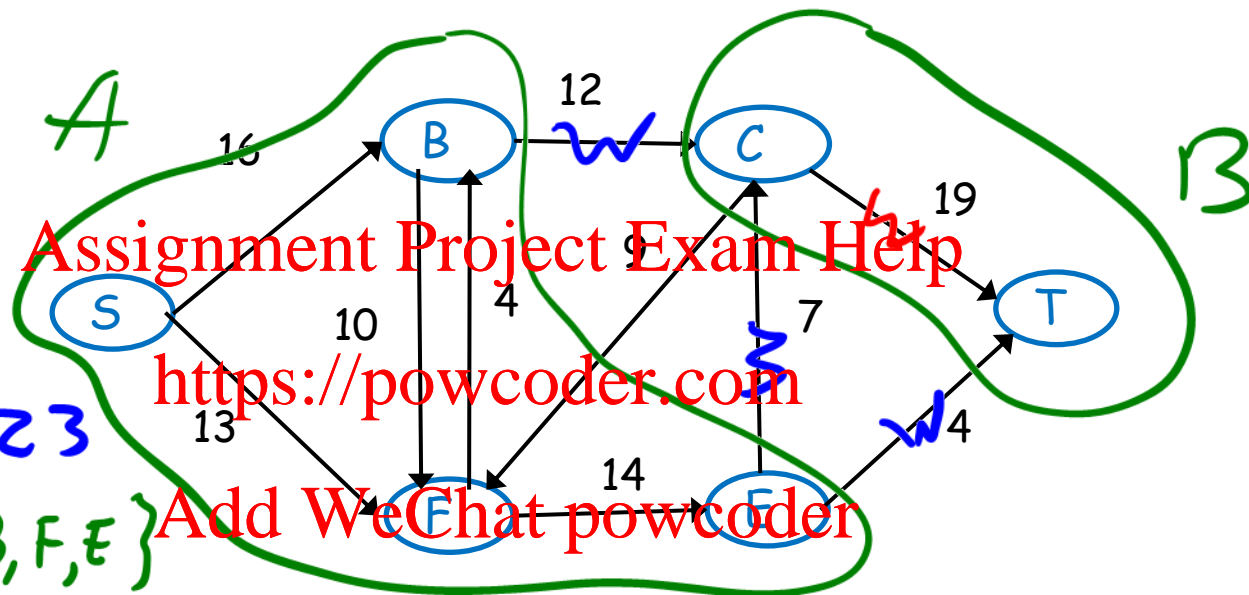 A
12
B
C
B
16
19
Assignment Project Exam Help
9
S
10
4
7
T
https://powcoder.com
23
13
4
14
Add WeChat powcoder
F
E
, F, E }